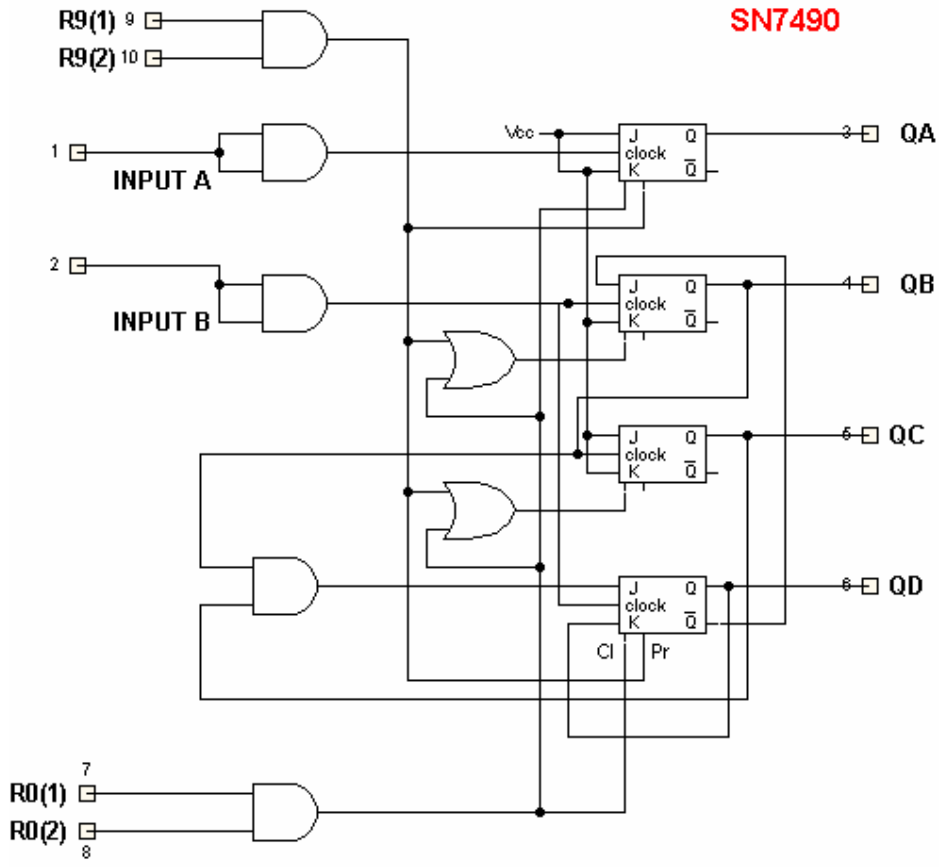 SN7490
R9(1) 9
R9(2) 10
1
INPUT A
Vcc
J Q
clock
K Q̅
3 QA
2
INPUT B
J Q
clock
K Q̅
4 QB
J Q
clock
K Q̅
5 QC
J Q
clock
K Q̅
6 QD
Cl Pr
7
R0(1)
R0(2)
8